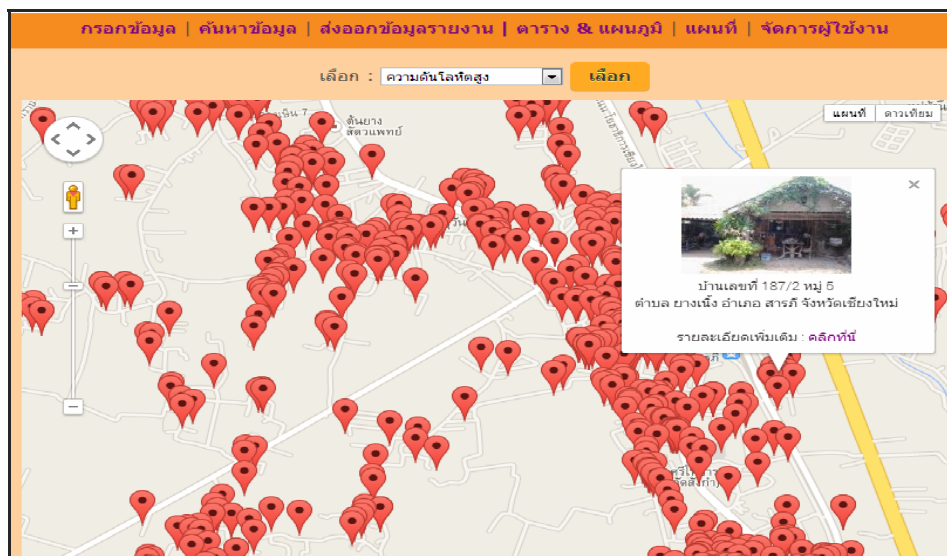 กรอกข้อมูล | ค้นหาข้อมูล | ส่งออกข้อมูลรายงาน | ตาราง & แผนภูมิ | แผนที่ | จัดการผู้ใช้งาน
เลือก : ความดันโลหิตสูง เลือก
แผนที่ ดาวเทียม
ต้นยาง
สัตวแพทย์
บ้านเลขที่ 187/2 หมู่ 5
ตำบล ยางเนิ้ง อำเภอ สารภี จังหวัดเชียงใหม่
รายละเอียดเพิ่มเติม : คลิกที่นี่